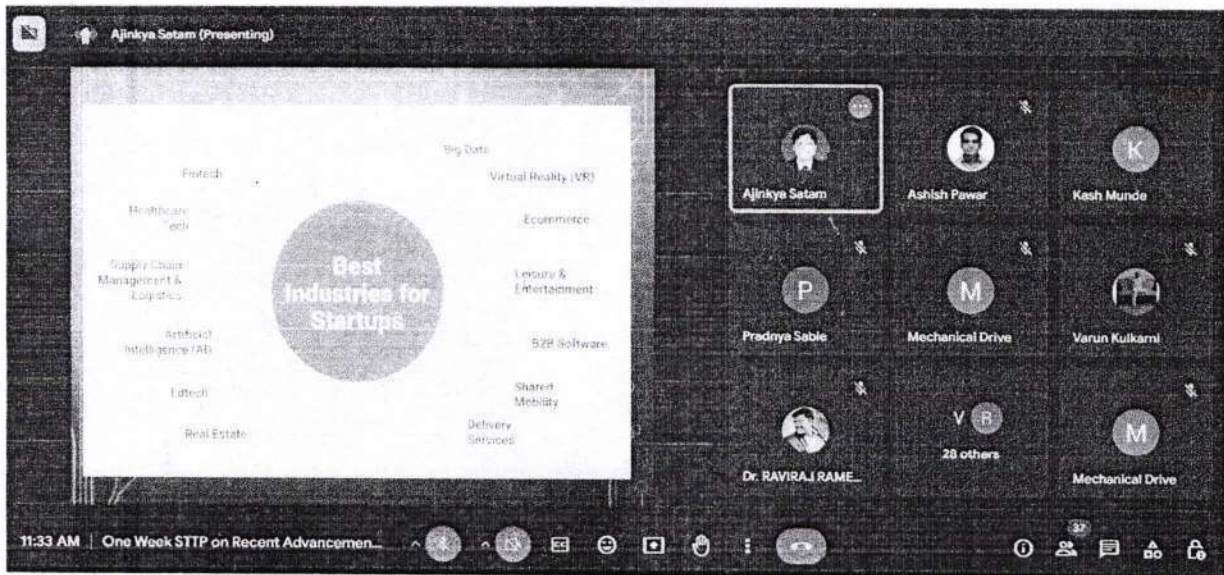 Ajinkya Satam (Presenting)
Big Data
Fintech
Virtual Reality (VR)
Healthcare
Tech
Ecommerce
Supply Chain
Management &
Logistics
Leisure &
Entertainment
Best
Industries for
Startups
Artificial
Intelligence (AI)
B2B Software
Edtech
Shared
Mobility
Real Estate
Delivery
Services
Ajinkya Satam
Ashish Pawar
K
Kash Munde
P
Pradnya Sable
M
Mechanical Drive
Varun Kulkarni
Dr. RAVIRAJ RAME...
V B
28 others
M
Mechanical Drive
11:33 AM | One Week STTP on Recent Advancemen...
CC
37